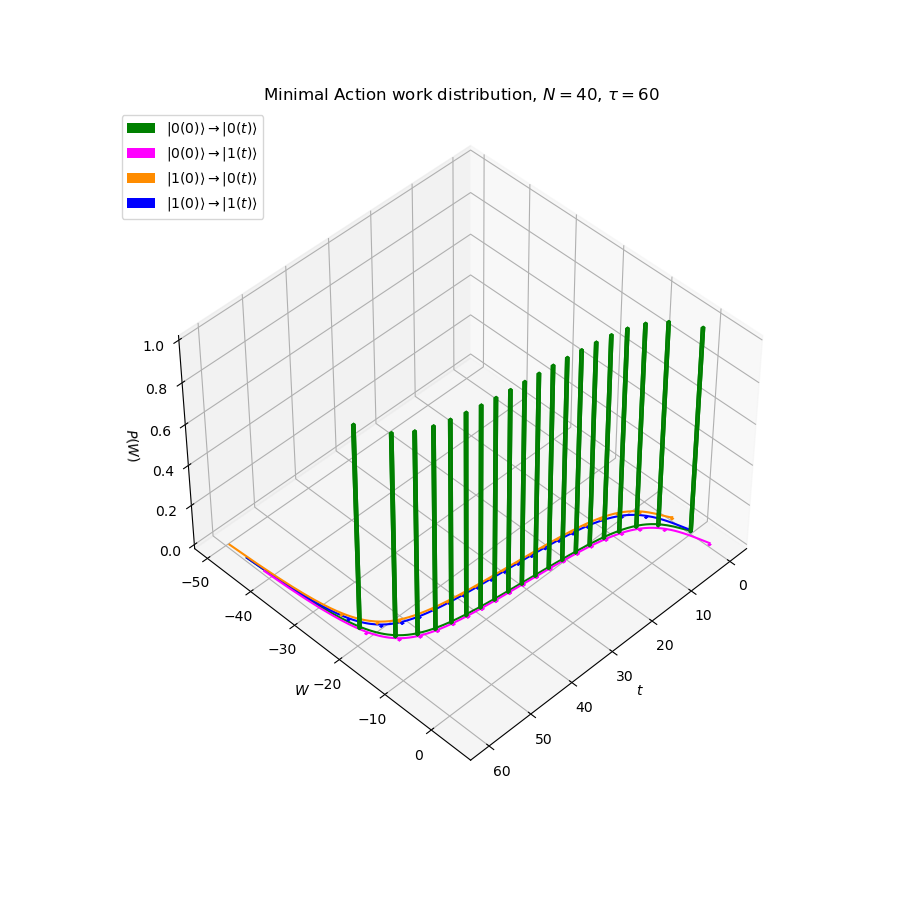 Minimal Action work distribution, N = 40, τ = 60
|0(0)⟩ → |0(t)⟩
|0(0)⟩ → |1(t)⟩
|1(0)⟩ → |0(t)⟩
|1(0)⟩ → |1(t)⟩
1.0
0.8
0.6
0.4
0.2
0.0
P(W)
−50
−40
−30
−20
−10
0
W
0
10
20
30
40
50
60
t